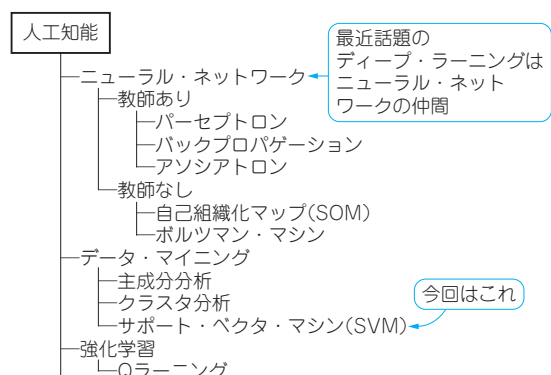 人工知能
最近話題の
ディープ・ラーニングは
ニューラル・ネット
ワークの仲間
ニューラル・ネットワーク
教師あり
パーセプトロン
バックプロパゲーション
アソシアトロン
教師なし
自己組織化マップ(SOM)
ボルツマン・マシン
データ・マイニング
主成分分析
クラスタ分析
今回はこれ
サポート・ベクタ・マシン(SVM)
強化学習
Qラーニング